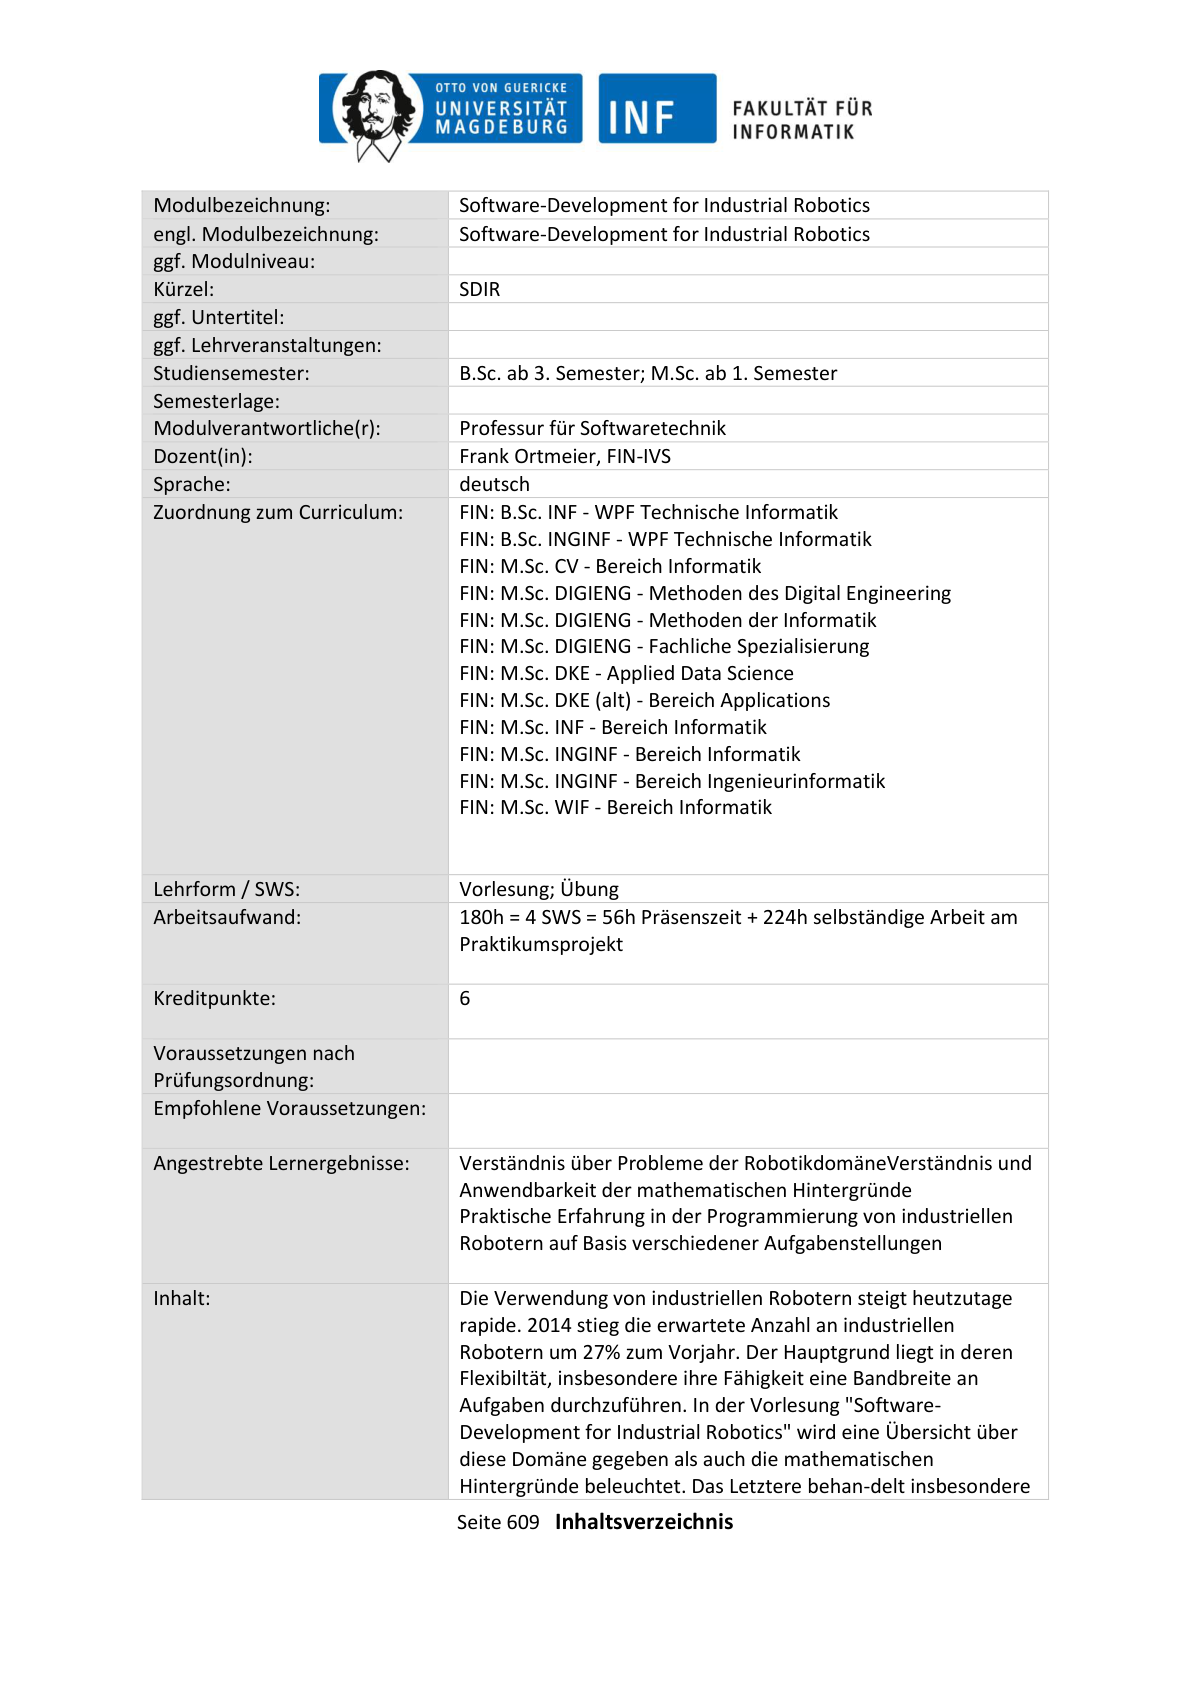 OTTO VON GUERICKE
UNIVERSITÄT
MAGDEBURG
INF
FAKULTÄT FÜR
INFORMATIK
Modulbezeichnung: Software-Development for Industrial Robotics
engl. Modulbezeichnung: Software-Development for Industrial Robotics
ggf. Modulniveau:
Kürzel: SDIR
ggf. Untertitel:
ggf. Lehrveranstaltungen:
Studiensemester: B.Sc. ab 3. Semester; M.Sc. ab 1. Semester
Semesterlage:
Modulverantwortliche(r): Professur für Softwaretechnik
Dozent(in): Frank Ortmeier, FIN-IVS
Sprache: deutsch
Zuordnung zum Curriculum: FIN: B.Sc. INF - WPF Technische Informatik
FIN: B.Sc. INGINF - WPF Technische Informatik
FIN: M.Sc. CV - Bereich Informatik
FIN: M.Sc. DIGIENG - Methoden des Digital Engineering
FIN: M.Sc. DIGIENG - Methoden der Informatik
FIN: M.Sc. DIGIENG - Fachliche Spezialisierung
FIN: M.Sc. DKE - Applied Data Science
FIN: M.Sc. DKE (alt) - Bereich Applications
FIN: M.Sc. INF - Bereich Informatik
FIN: M.Sc. INGINF - Bereich Informatik
FIN: M.Sc. INGINF - Bereich Ingenieurinformatik
FIN: M.Sc. WIF - Bereich Informatik
Lehrform / SWS: Vorlesung; Übung
Arbeitsaufwand: 180h = 4 SWS = 56h Präsenszeit + 224h selbständige Arbeit am
Praktikumsprojekt
Kreditpunkte: 6
Voraussetzungen nach
Prüfungsordnung:
Empfohlene Voraussetzungen:
Angestrebte Lernergebnisse: Verständnis über Probleme der RobotikdomäneVerständnis und
Anwendbarkeit der mathematischen Hintergründe
Praktische Erfahrung in der Programmierung von industriellen
Robotern auf Basis verschiedener Aufgabenstellungen
Inhalt: Die Verwendung von industriellen Robotern steigt heutzutage
rapide. 2014 stieg die erwartete Anzahl an industriellen
Robotern um 27% zum Vorjahr. Der Hauptgrund liegt in deren
Flexibiltät, insbesondere ihre Fähigkeit eine Bandbreite an
Aufgaben durchzuführen. In der Vorlesung "Software-
Development for Industrial Robotics" wird eine Übersicht über
diese Domäne gegeben als auch die mathematischen
Hintergründe beleuchtet. Das Letztere behan-delt insbesondere
Seite 609 Inhaltsverzeichnis